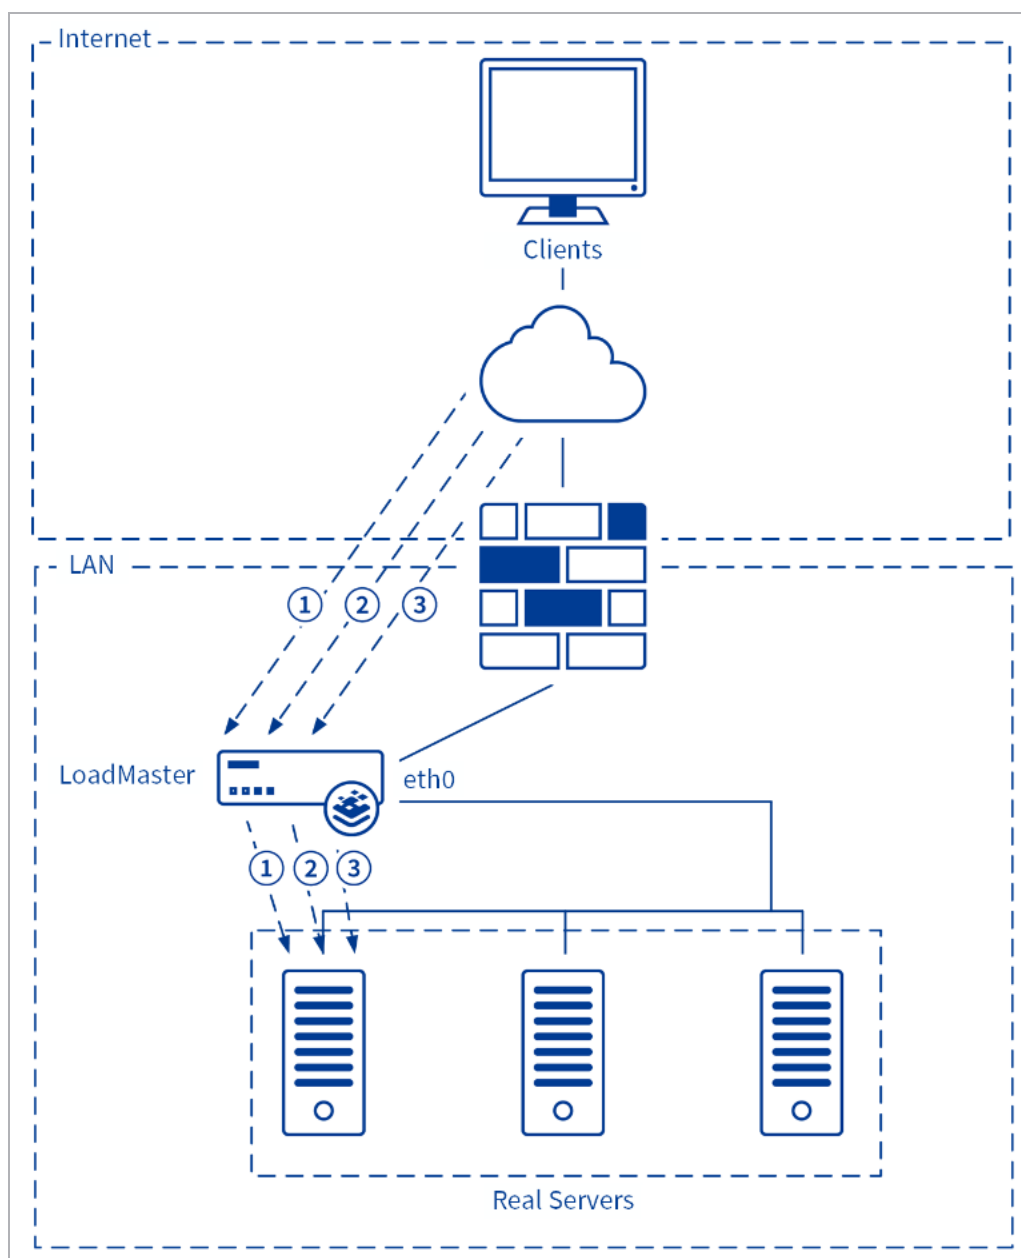 Internet
Clients
LAN
1 2 3
LoadMaster
eth0
1 2 3
Real Servers